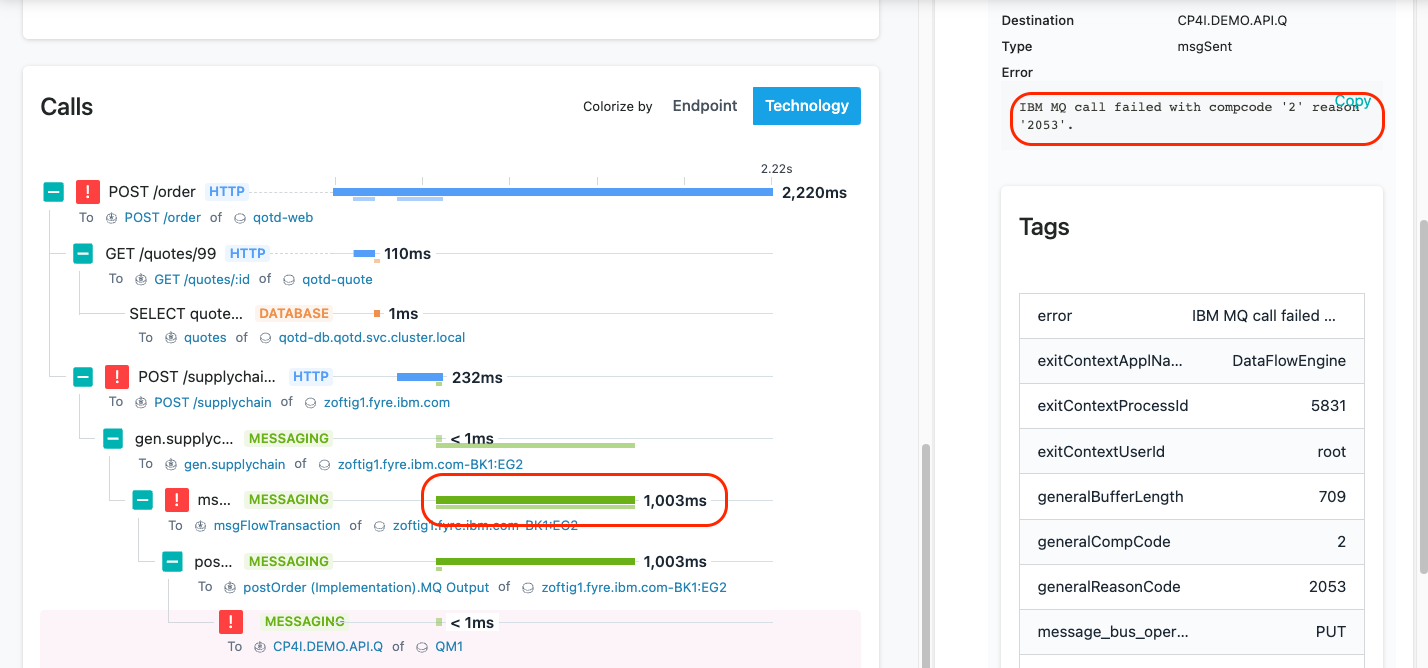 Calls
Colorize by Endpoint Technology
2.22s
POST /order HTTP 2,220ms
To POST /order of qotd-web
GET /quotes/99 HTTP 110ms
To GET /quotes/:id of qotd-quote
SELECT quote... DATABASE 1ms
To quotes of qotd-db.qotd.svc.cluster.local
POST /supplychai... HTTP 232ms
To POST /supplychain of zoftig1.fyre.ibm.com
gen.supplyc... MESSAGING < 1ms
To gen.supplychain of zoftig1.fyre.ibm.com-BK1:EG2
ms... MESSAGING 1,003ms
To msgFlowTransaction of zoftig1.fyre.ibm.com-BK1:EG2
pos... MESSAGING 1,003ms
To postOrder (Implementation).MQ Output of zoftig1.fyre.ibm.com-BK1:EG2
MESSAGING < 1ms
To CP4I.DEMO.API.Q of QM1
Destination CP4I.DEMO.API.Q
Type msgSent
Error
Copy
IBM MQ call failed with compcode '2' reason
'2053'.
Tags
error IBM MQ call failed ...
exitContextApplNa... DataFlowEngine
exitContextProcessId 5831
exitContextUserId root
generalBufferLength 709
generalCompCode 2
generalReasonCode 2053
message_bus_oper... PUT